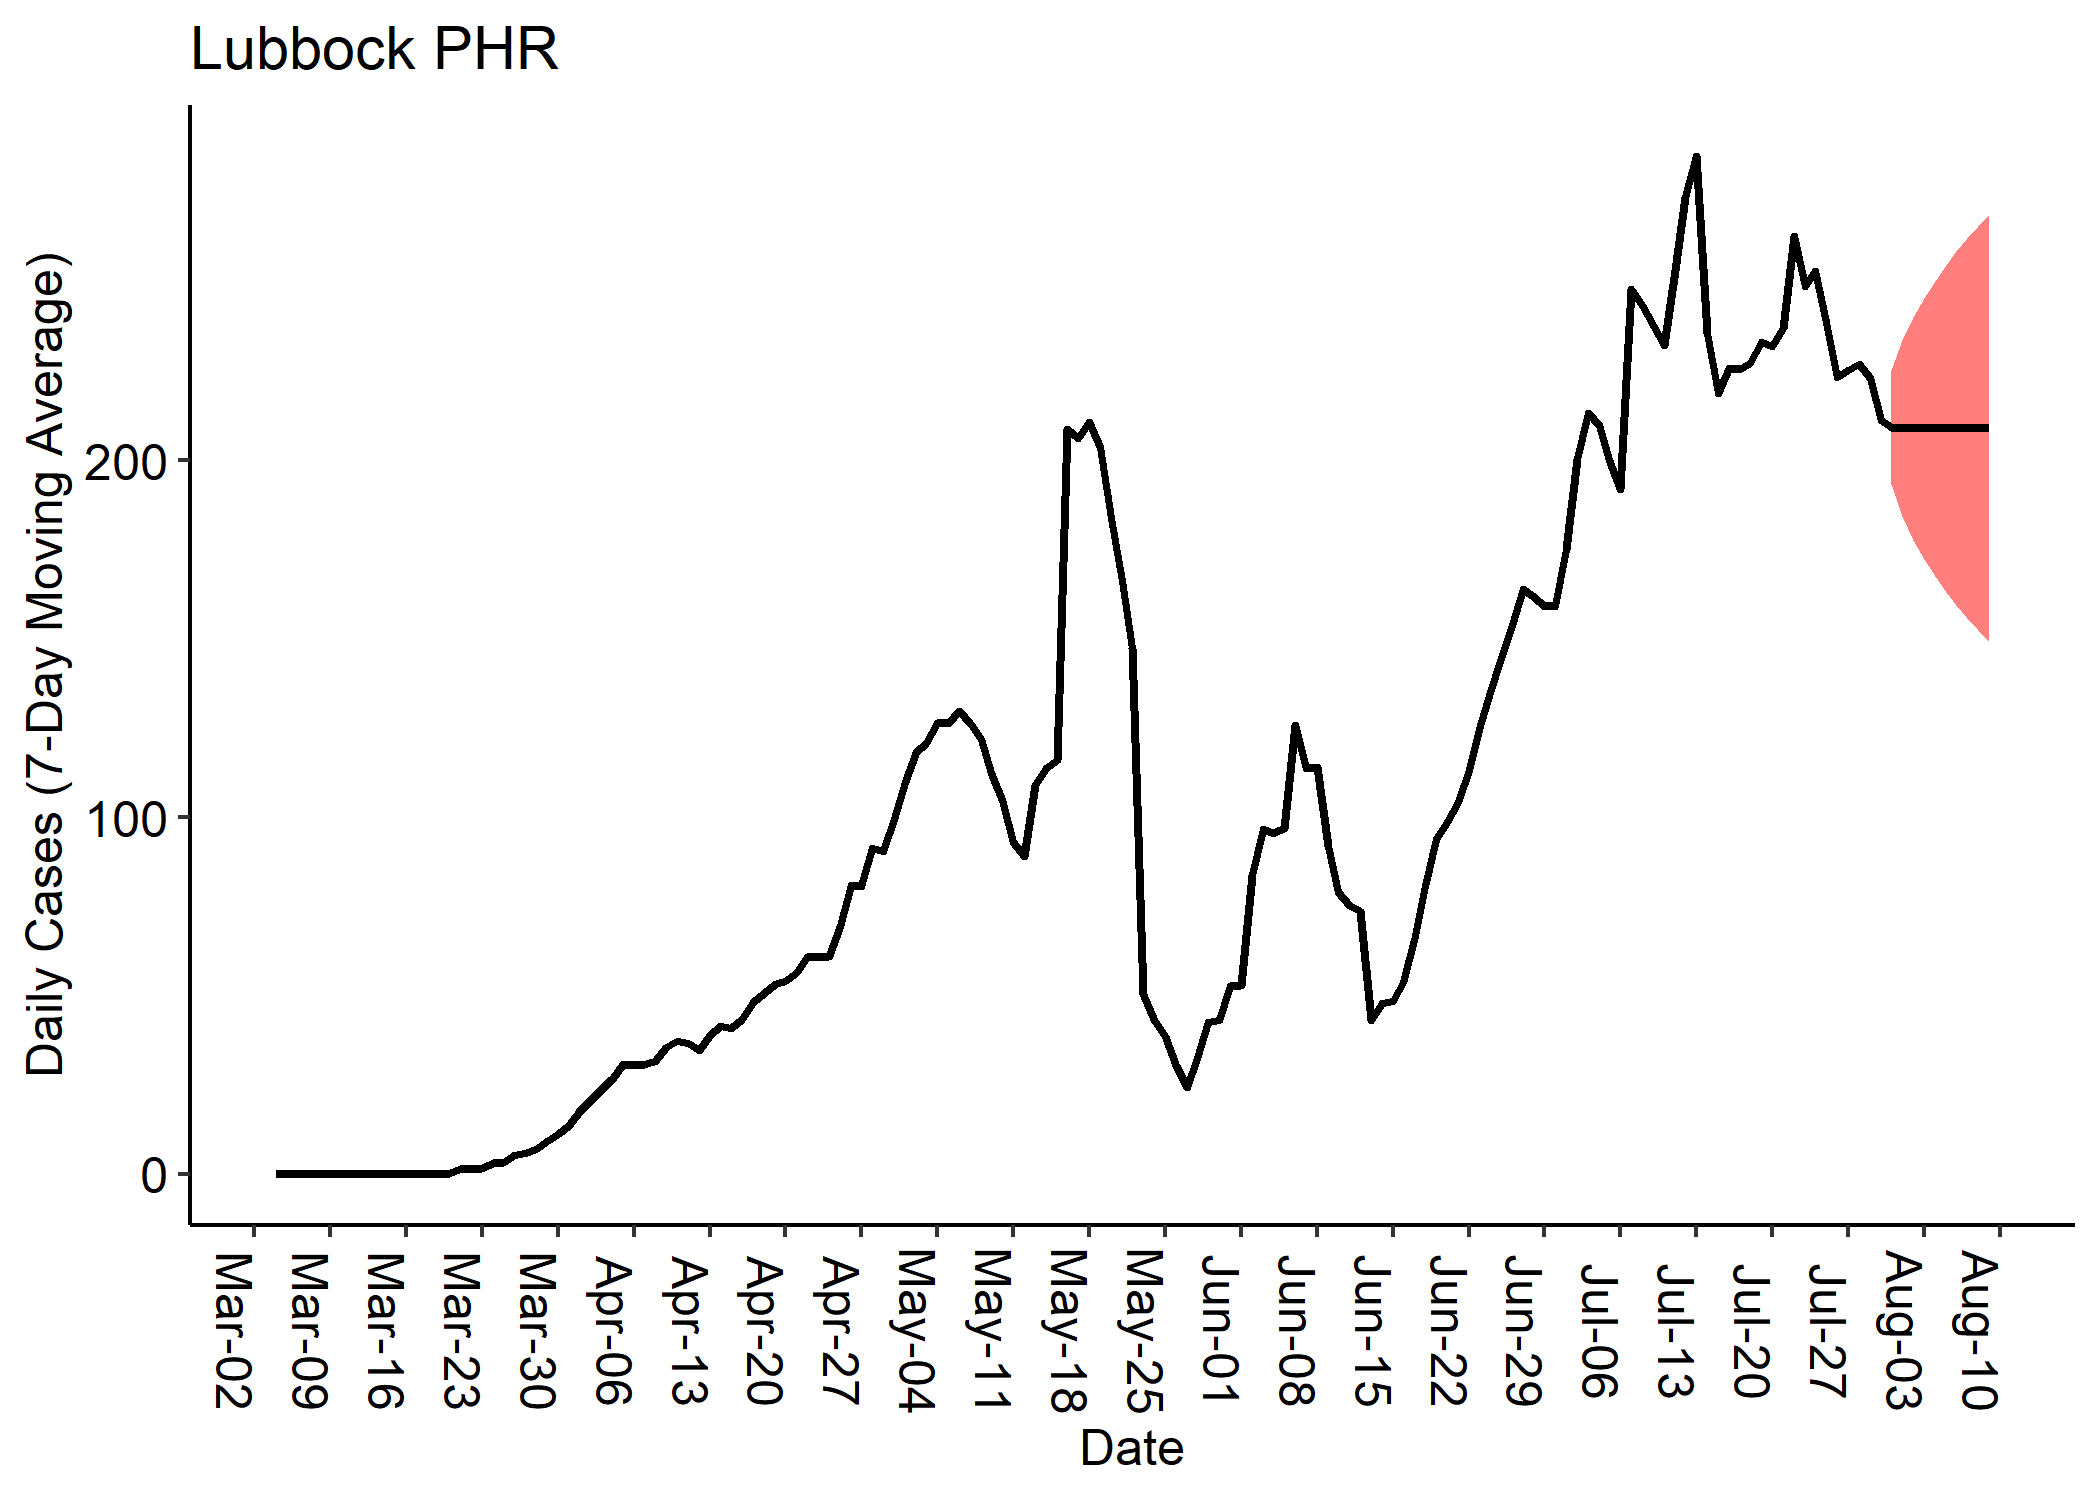 Lubbock PHR
Daily Cases (7-Day Moving Average)
200
100
0
Mar-02
Mar-09
Mar-16
Mar-23
Mar-30
Apr-06
Apr-13
Apr-20
Apr-27
May-04
May-11
May-18
May-25
Jun-01
Jun-08
Jun-15
Jun-22
Jun-29
Jul-06
Jul-13
Jul-20
Jul-27
Aug-03
Aug-10
Date